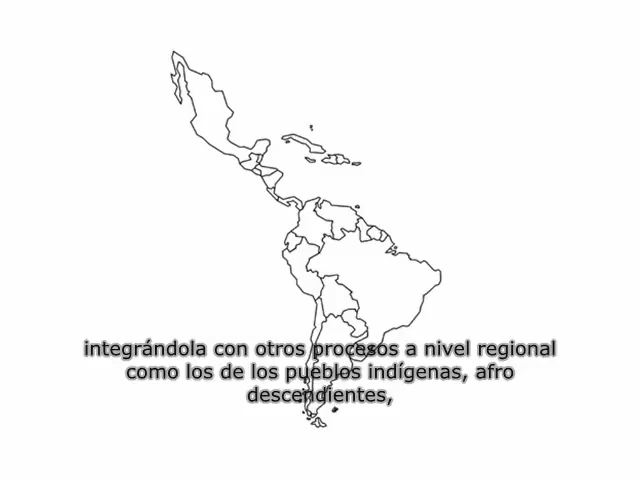 integrándola con otros procesos a nivel regional
como los de los pueblos indígenas, afro
descendientes,